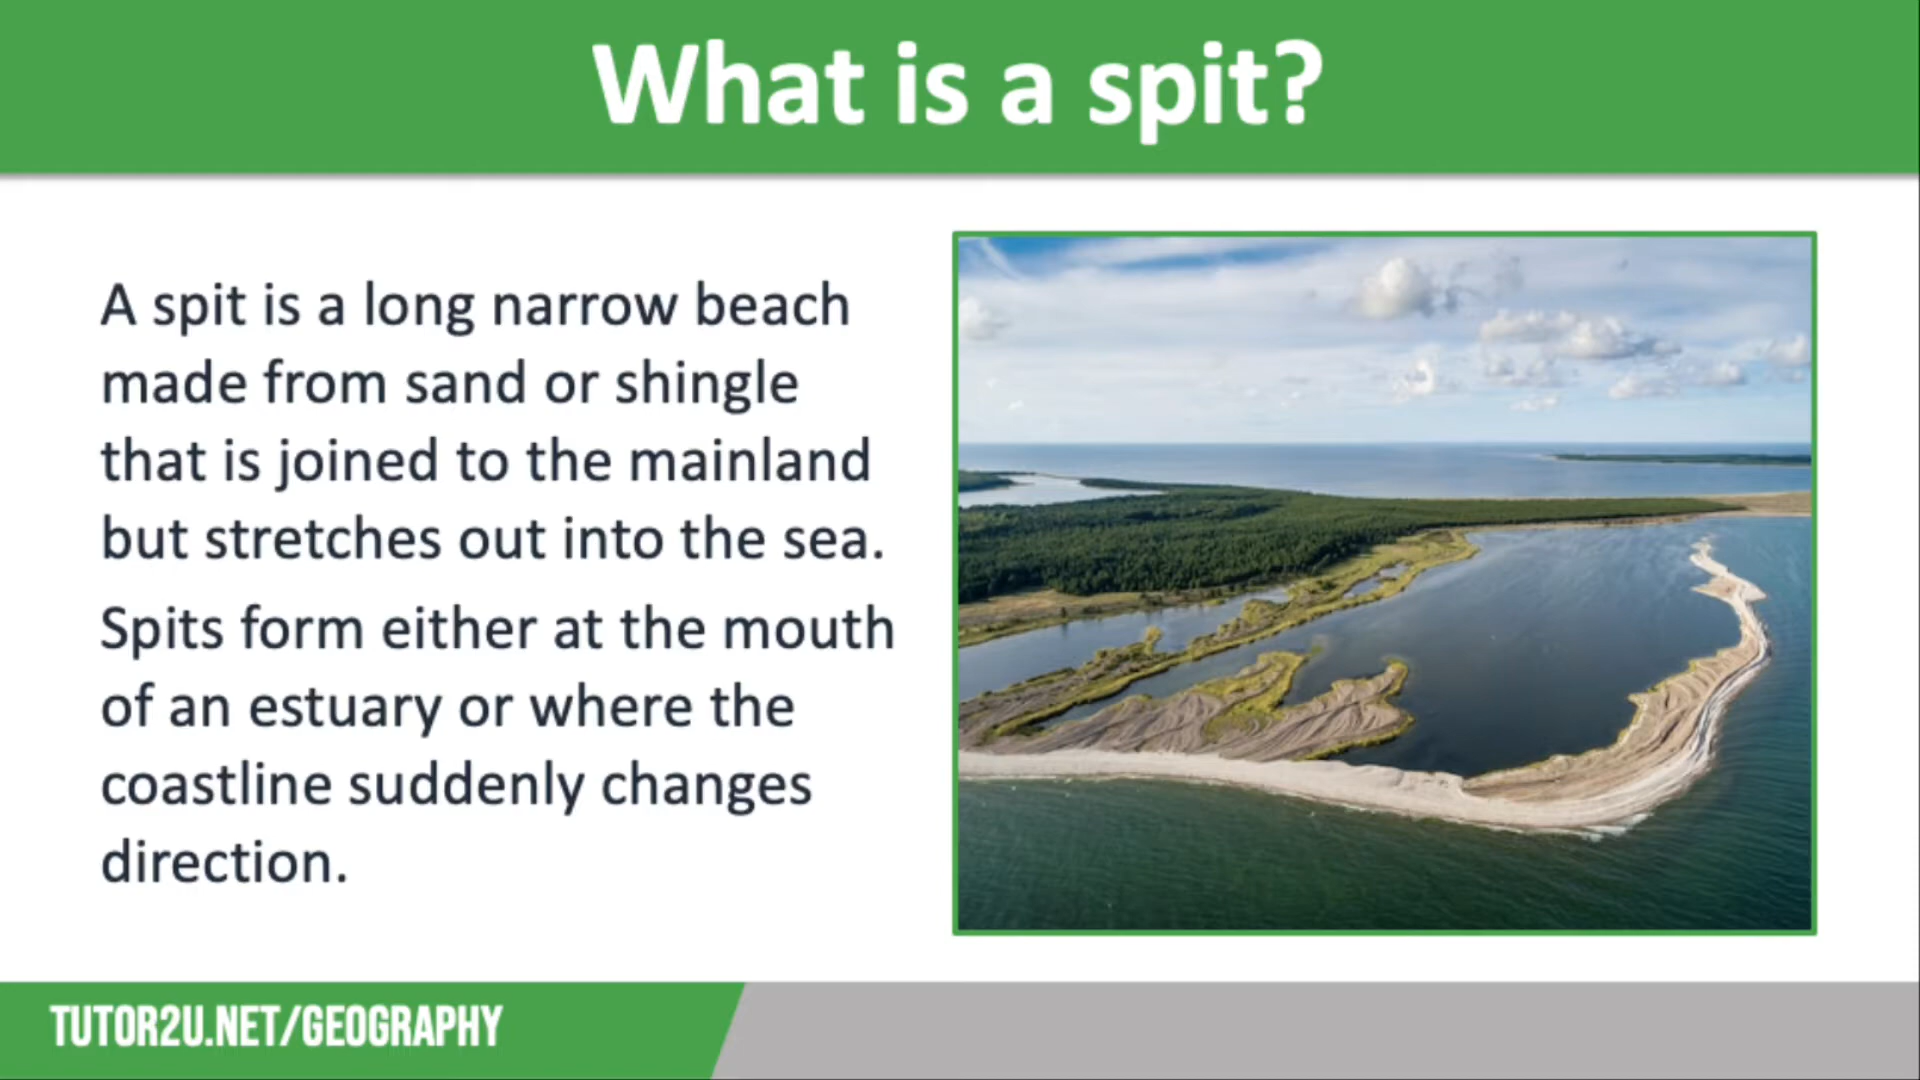 What is a spit?
A spit is a long narrow beach
made from sand or shingle
that is joined to the mainland
but stretches out into the sea.
Spits form either at the mouth
of an estuary or where the
coastline suddenly changes
direction.
TUTOR2U.NET/GEOGRAPHY